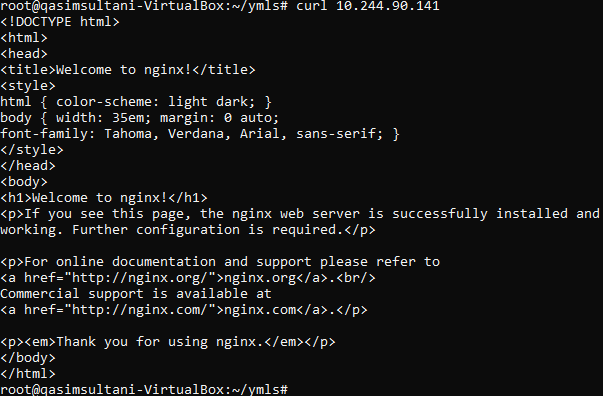 root@qasimsultani-VirtualBox:~/ymls# curl 10.244.90.141
<!DOCTYPE html>
<html>
<head>
<title>Welcome to nginx!</title>
<style>
html { color-scheme: light dark; }
body { width: 35em; margin: 0 auto;
font-family: Tahoma, Verdana, Arial, sans-serif; }
</style>
</head>
<body>
<h1>Welcome to nginx!</h1>
<p>If you see this page, the nginx web server is successfully installed and
working. Further configuration is required.</p>

<p>For online documentation and support please refer to
<a href="http://nginx.org/">nginx.org</a>.<br/>
Commercial support is available at
<a href="http://nginx.com/">nginx.com</a>.</p>

<p><em>Thank you for using nginx.</em></p>
</body>
</html>
root@qasimsultani-VirtualBox:~/ymls#